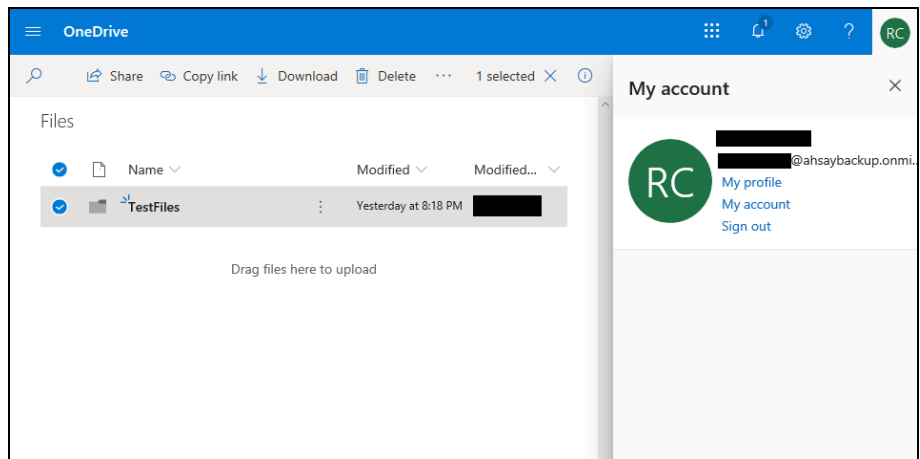 OneDrive 1 ? RC
Share Copy link Download Delete ... 1 selected
My account
Files
Name Modified Modified...
TestFiles Yesterday at 8:18 PM
Drag files here to upload
RC
@ahsaybackup.onmi..
My profile
My account
Sign out